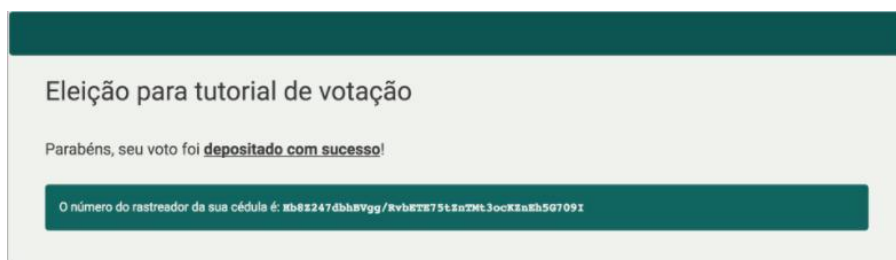 Eleição para tutorial de votação
Parabéns, seu voto foi depositado com sucesso!
O número do rastreador da sua cédula é: